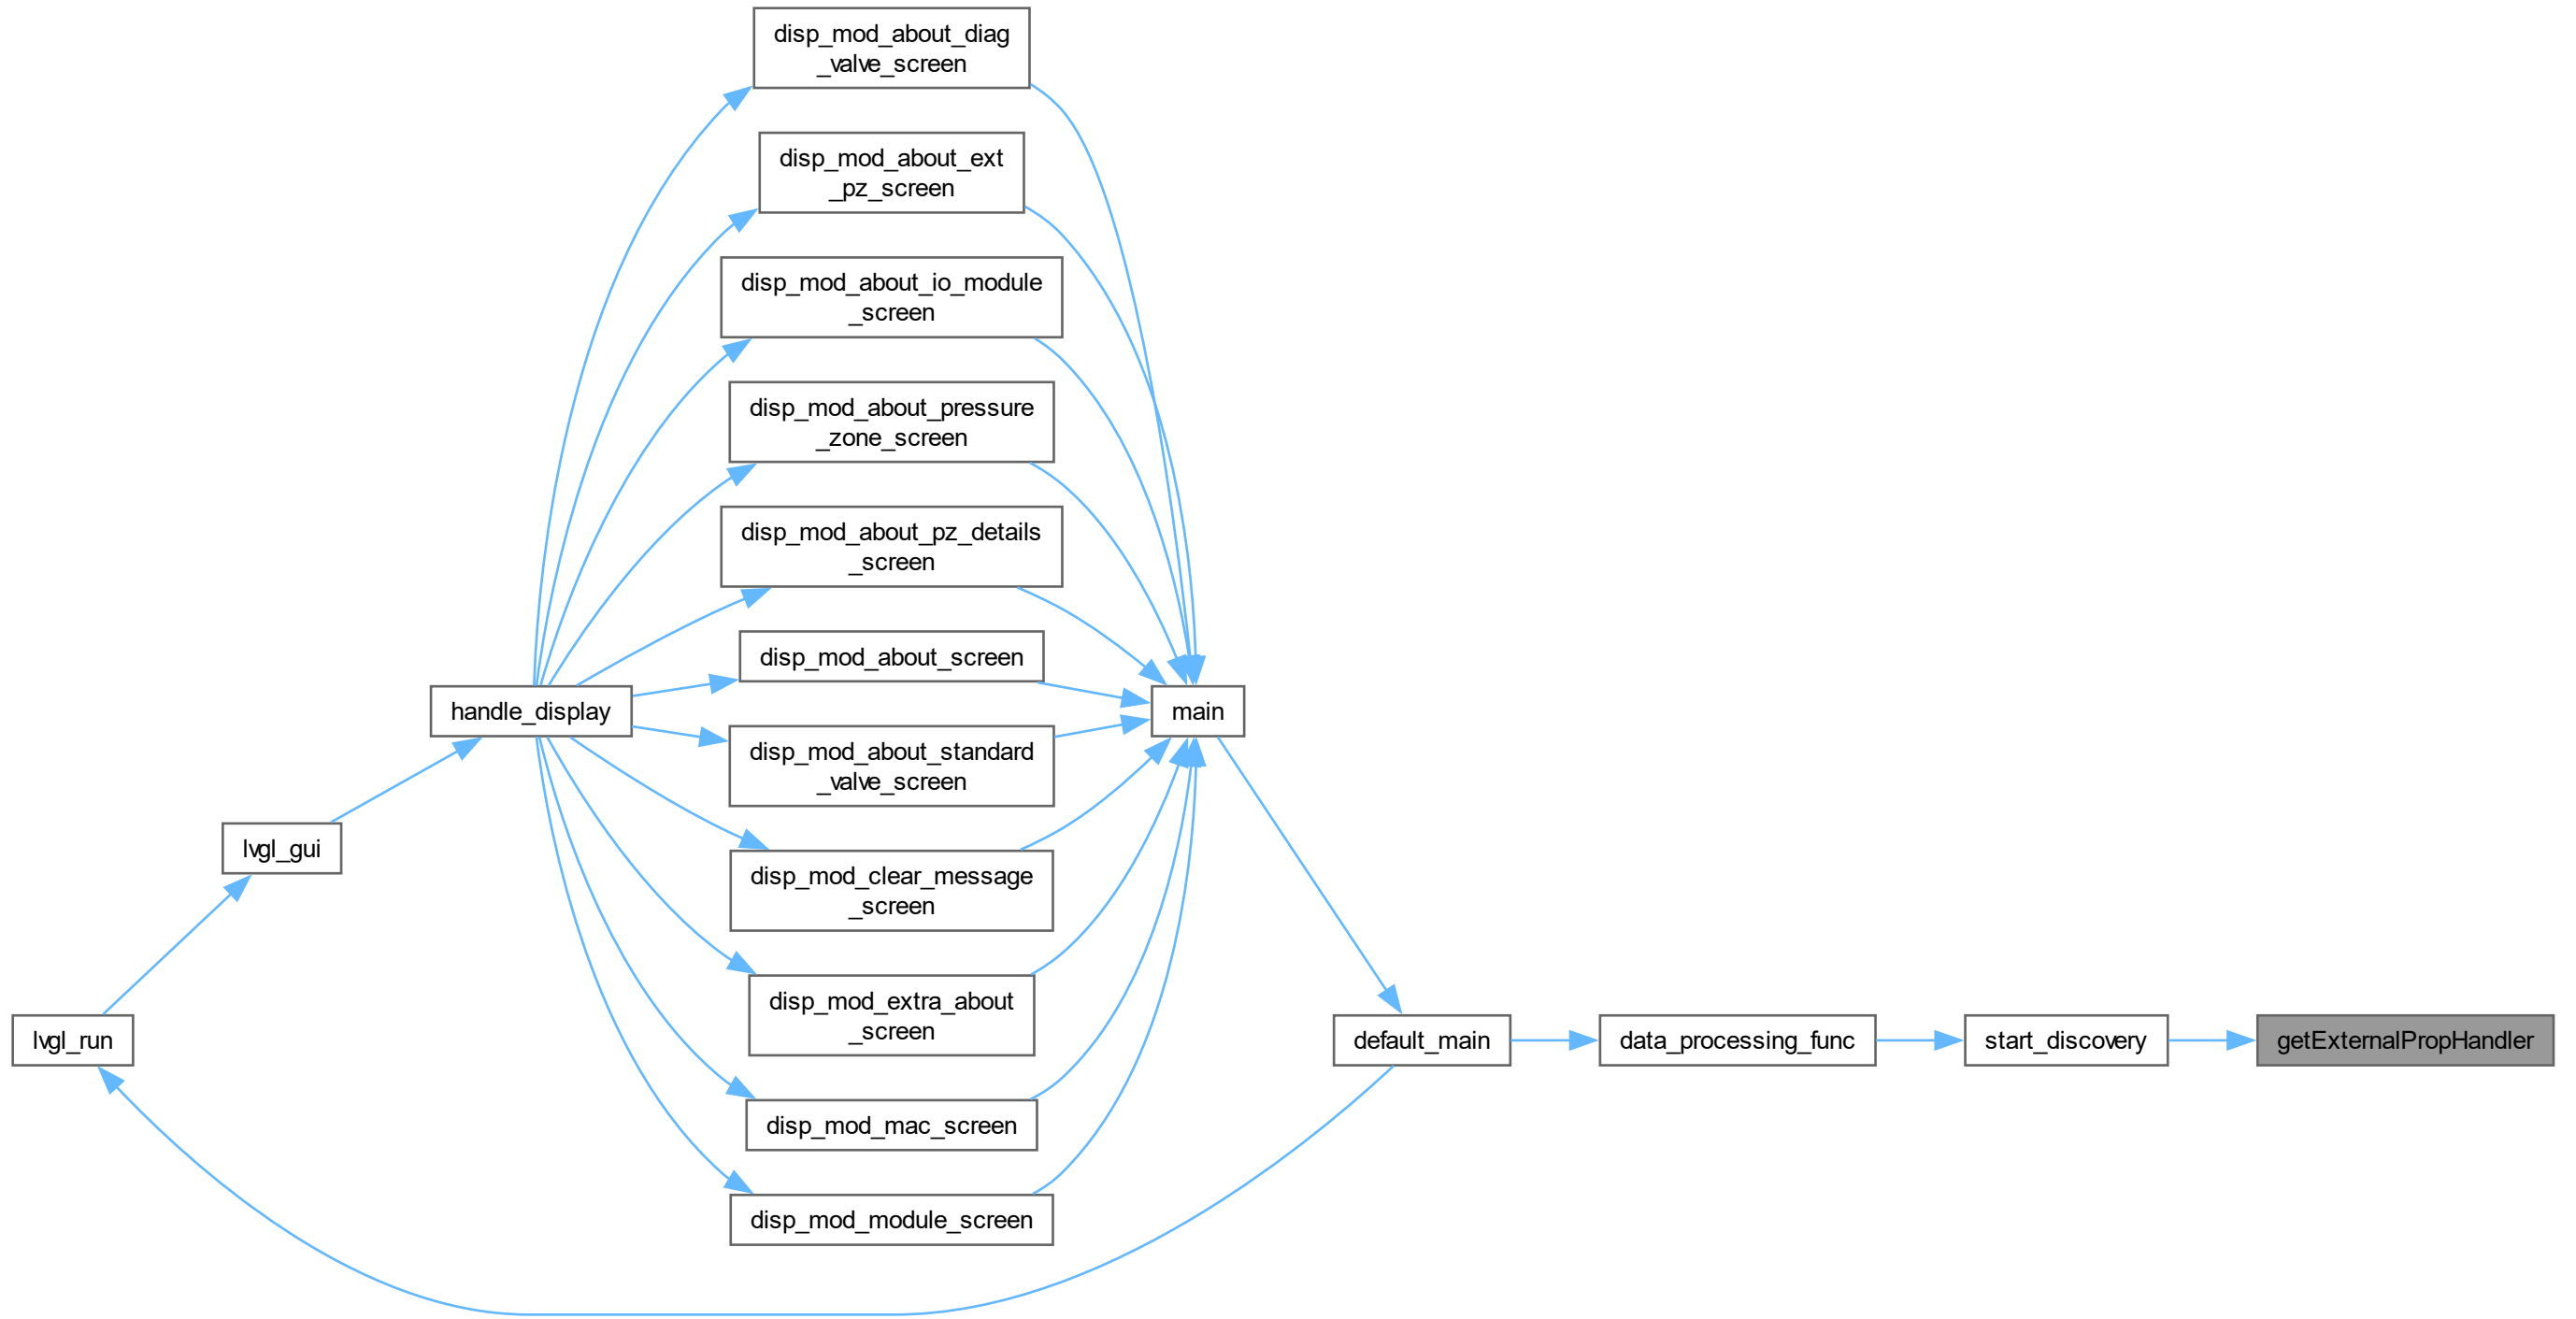 disp_mod_about_diag
_valve_screen
disp_mod_about_ext
_pz_screen
disp_mod_about_io_module
_screen
disp_mod_about_pressure
_zone_screen
disp_mod_about_pz_details
_screen
disp_mod_about_screen
handle_display
main
disp_mod_about_standard
_valve_screen
lvgl_gui
disp_mod_clear_message
_screen
disp_mod_extra_about
_screen
lvgl_run
default_main
data_processing_func
start_discovery
getExternalPropHandler
disp_mod_mac_screen
disp_mod_module_screen